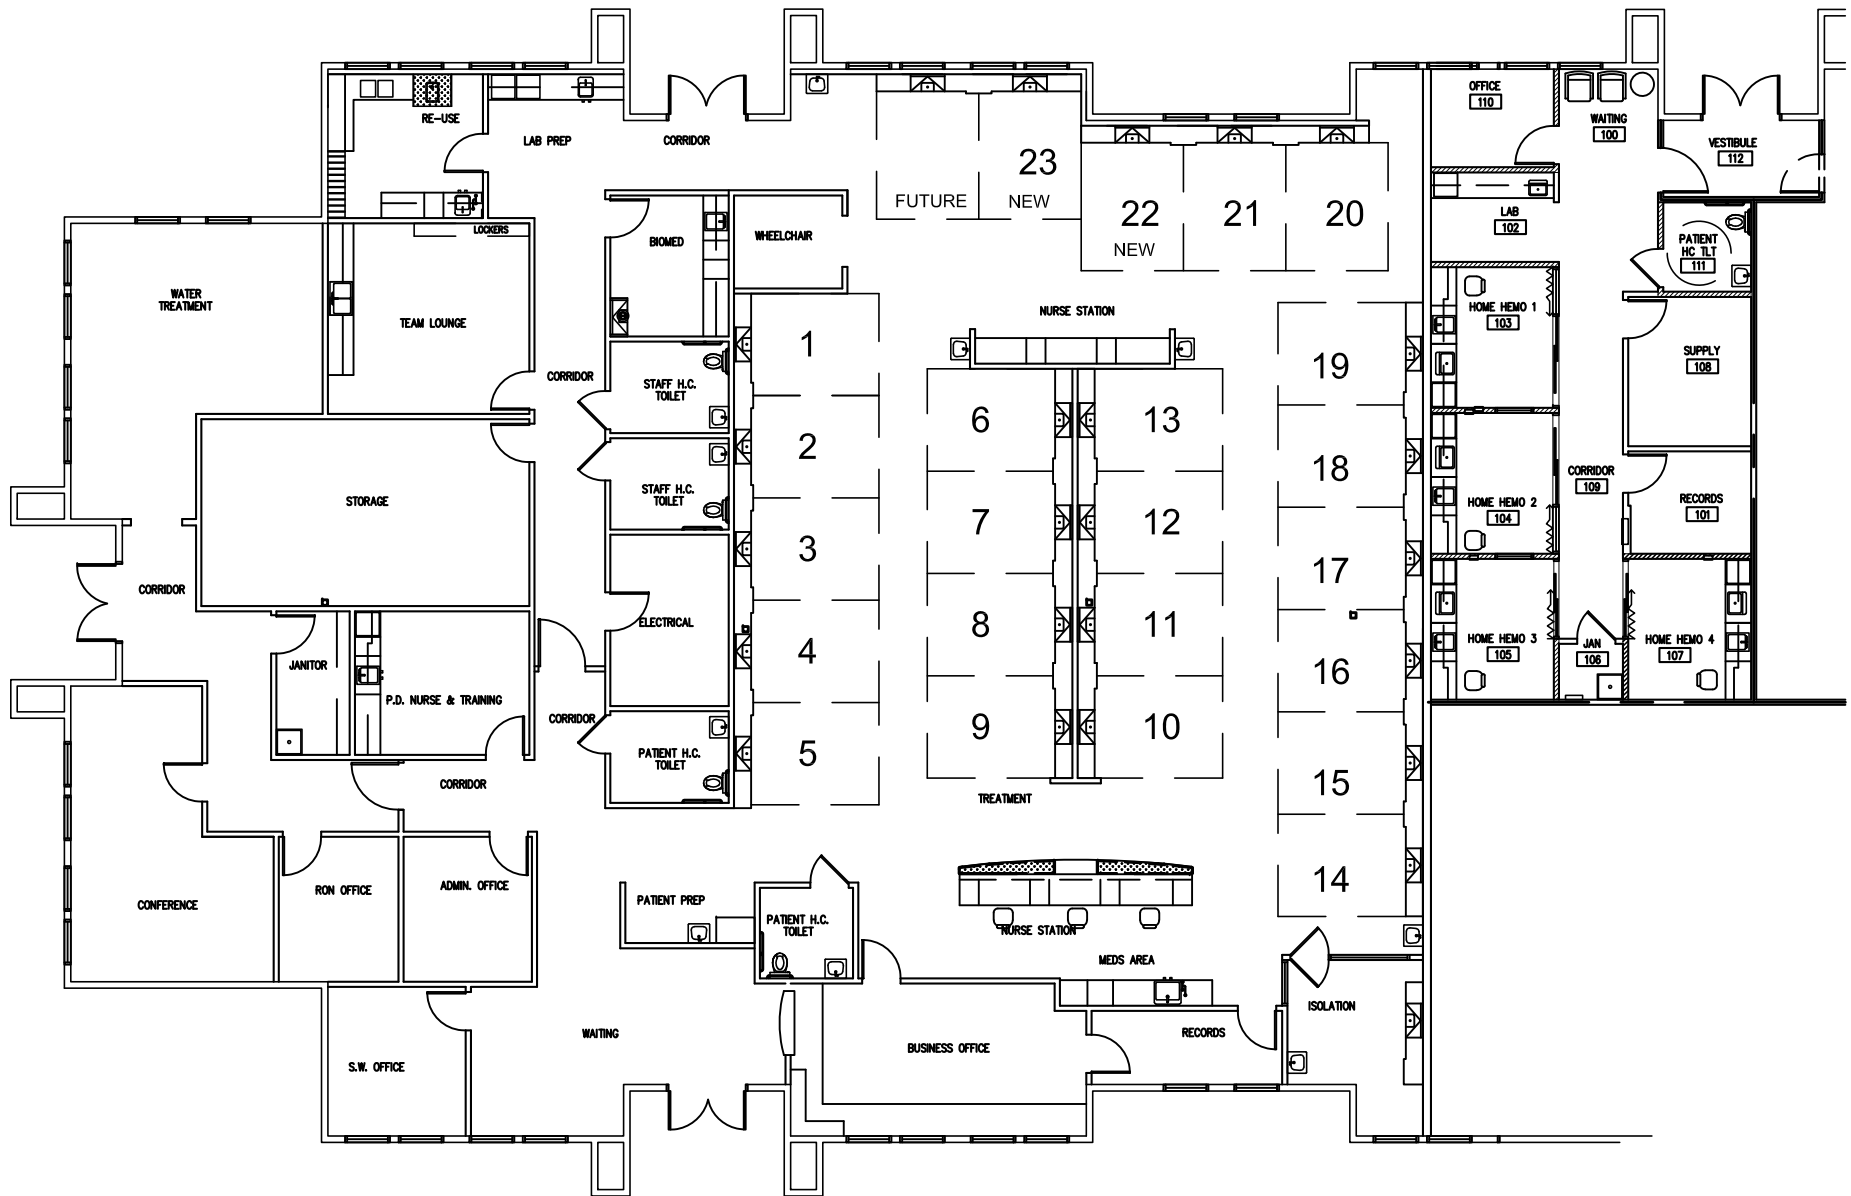 OFFICE
110
WAITING
100
VESTIBULE
112
RE-USE
LAB PREP
CORRIDOR
23
FUTURE
NEW
22
NEW
21
20
LAB
102
PATIENT
HC TLT
111
LOCKERS
BIOMED
WHEELCHAIR
WATER
TREATMENT
TEAM LOUNGE
NURSE STATION
HOME HEMO 1
103
SUPPLY
108
1
19
CORRIDOR
STAFF H.C.
TOILET
6
13
2
18
STORAGE
STAFF H.C.
TOILET
CORRIDOR
109
HOME HEMO 2
104
RECORDS
101
7
12
3
17
CORRIDOR
ELECTRICAL
8
11
JANITOR
4
16
HOME HEMO 3
105
JAN
106
HOME HEMO 4
107
P.D. NURSE & TRAINING
CORRIDOR
9
10
PATIENT H.C.
TOILET
5
CORRIDOR
TREATMENT
15
RON OFFICE
ADMIN. OFFICE
14
CONFERENCE
PATIENT PREP
PATIENT H.C.
TOILET
NURSE STATION
MEDS AREA
ISOLATION
WAITING
BUSINESS OFFICE
RECORDS
S.W. OFFICE